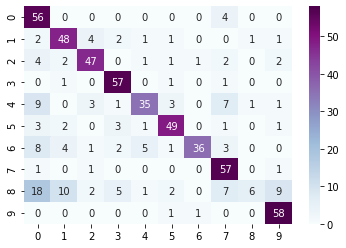 0 56 0 0 0 0 0 0 4 0 0
1 2 48 4 2 1 1 0 0 1 1
2 4 2 47 0 1 1 1 2 0 2
3 0 1 0 57 0 1 0 1 0 0
4 9 0 3 1 35 3 0 7 1 1
5 3 2 0 3 1 49 0 1 0 1
6 8 4 1 2 5 1 36 3 0 0
7 1 0 1 0 0 0 0 57 0 1
8 18 10 2 5 1 2 0 7 6 9
9 0 0 0 0 0 1 1 0 0 58
0 1 2 3 4 5 6 7 8 9
50
40
30
20
10
0